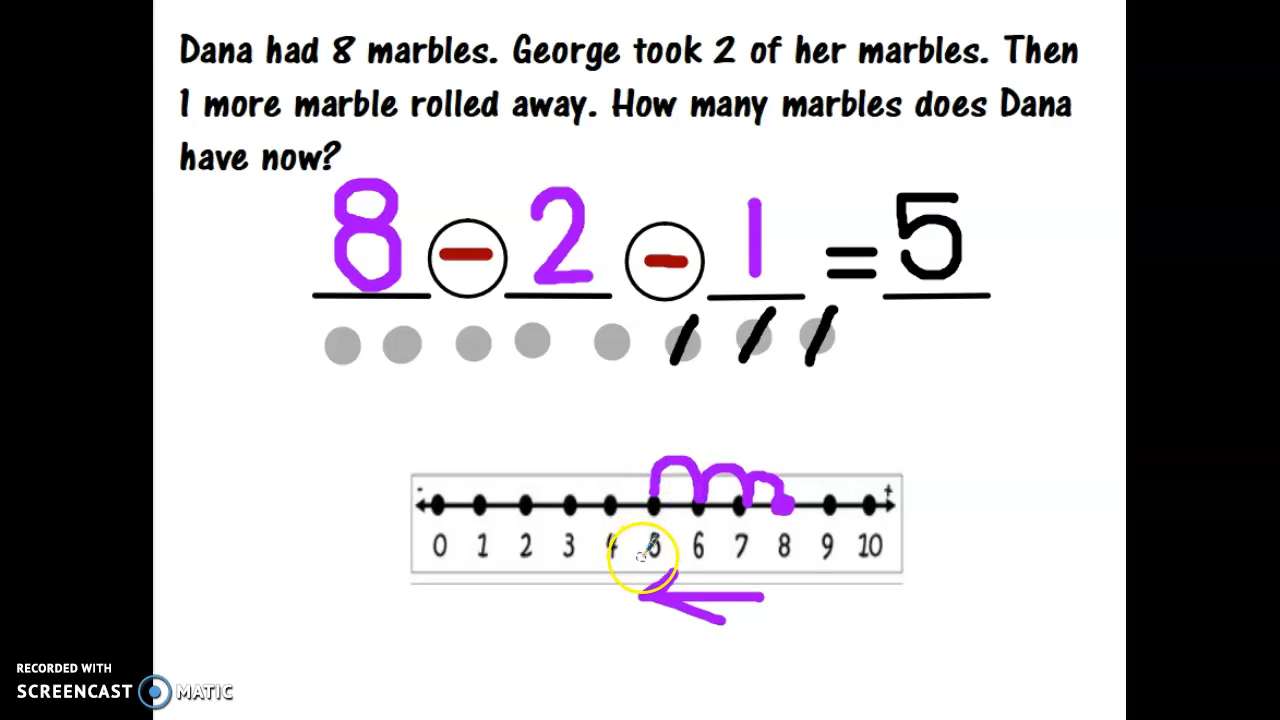 Dana had 8 marbles. George took 2 of her marbles. Then
1 more marble rolled away. How many marbles does Dana
have now?
8 - 2 - 1 = 5
- +
0 1 2 3 4 5 6 7 8 9 10
RECORDED WITH
SCREENCAST MATIC